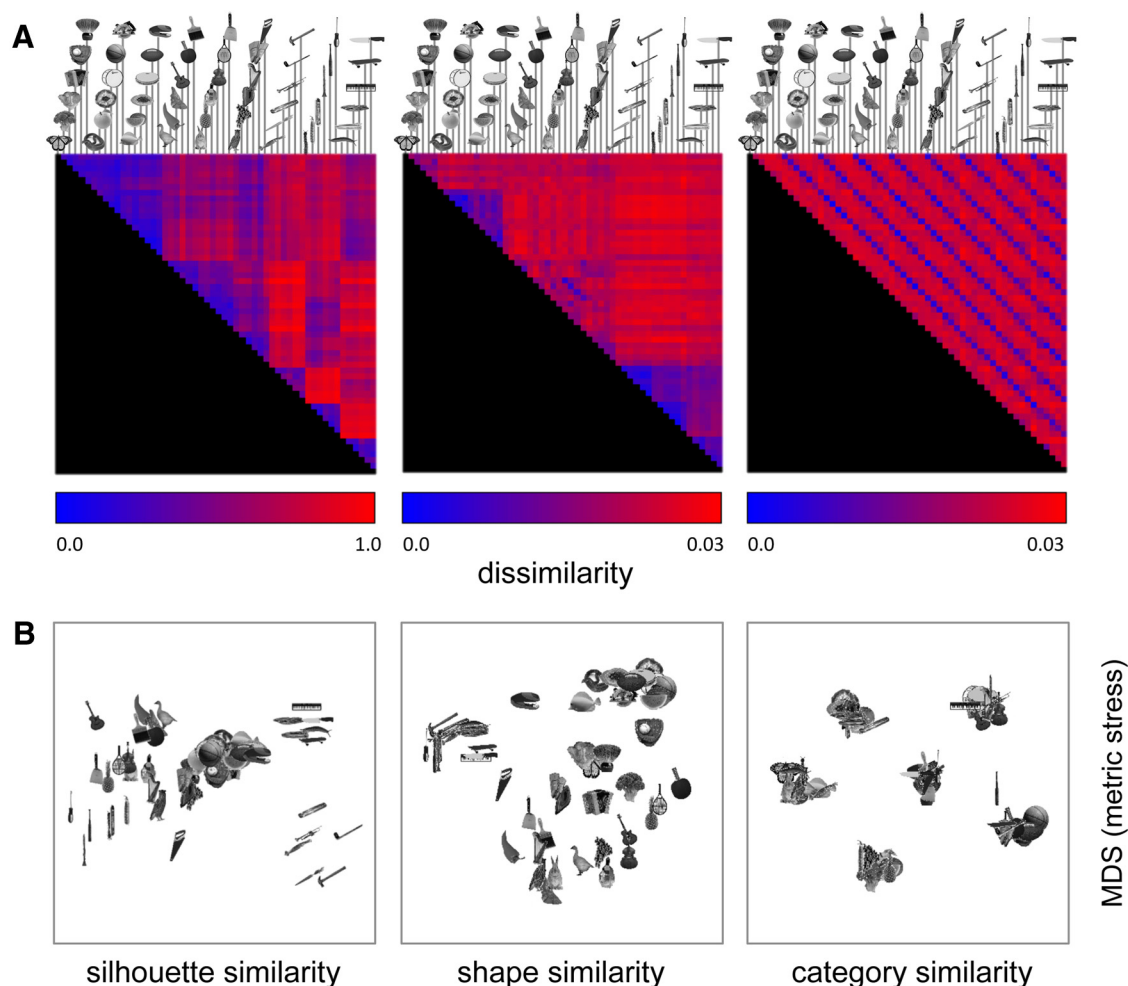 A
0.0 1.0 0.0 0.03 0.0 0.03
dissimilarity
B
MDS (metric stress)
silhouette similarity shape similarity category similarity